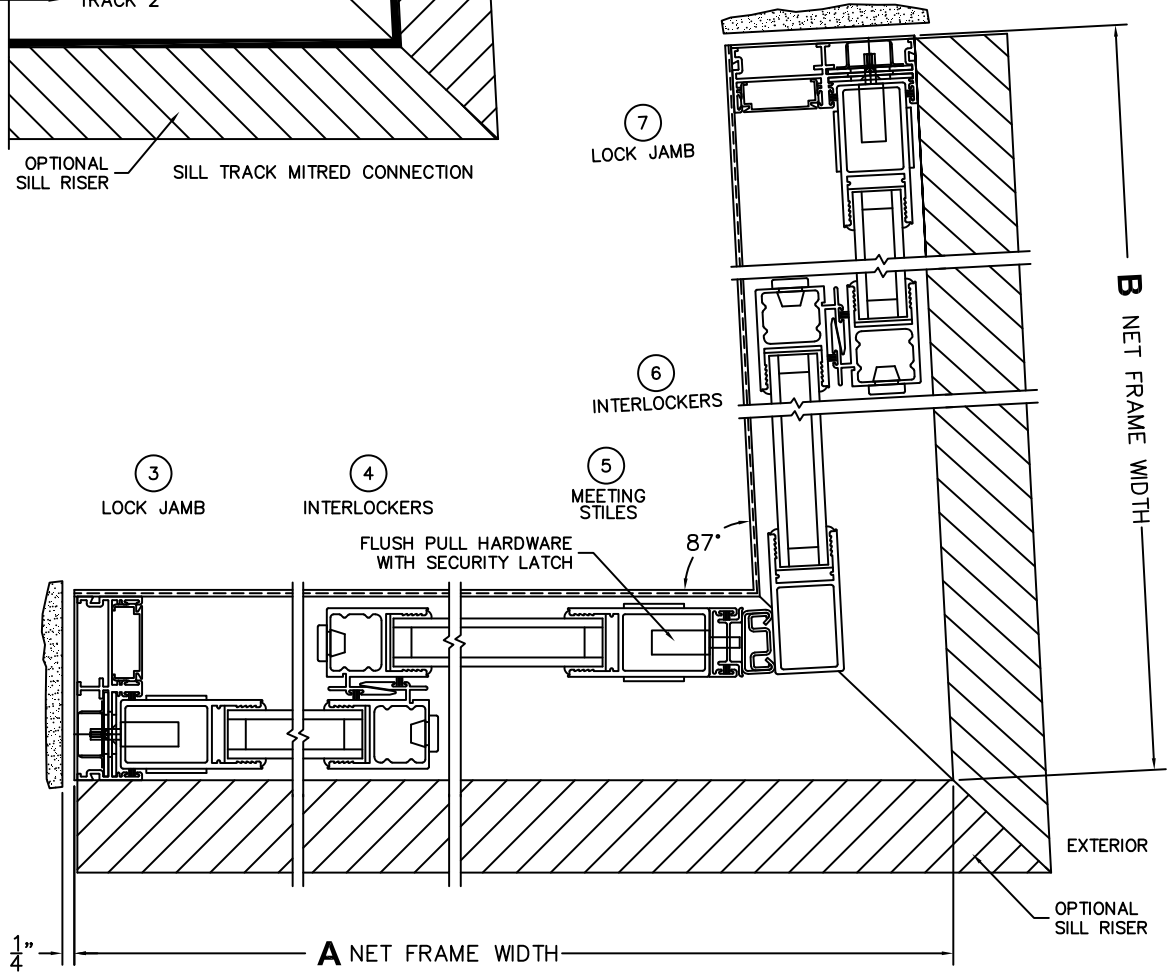 TRACK 2
OPTIONAL
SILL RISER
SILL TRACK MITRED CONNECTION
7
LOCK JAMB
B NET FRAME WIDTH
6
INTERLOCKERS
3
LOCK JAMB
4
INTERLOCKERS
5
MEETING
STILES
FLUSH PULL HARDWARE
WITH SECURITY LATCH
87°
EXTERIOR
OPTIONAL
SILL RISER
1/4"
A NET FRAME WIDTH